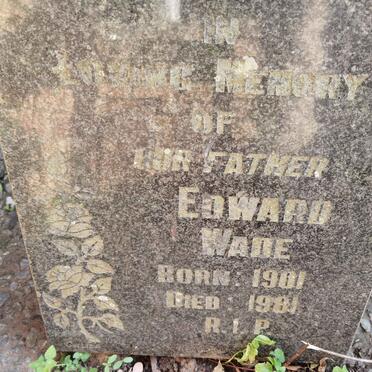 IN
LOVING MEMORY
OF
OUR FATHER
EDWARD
WADE
BORN: 1901
DIED: 1981
R.I.P.